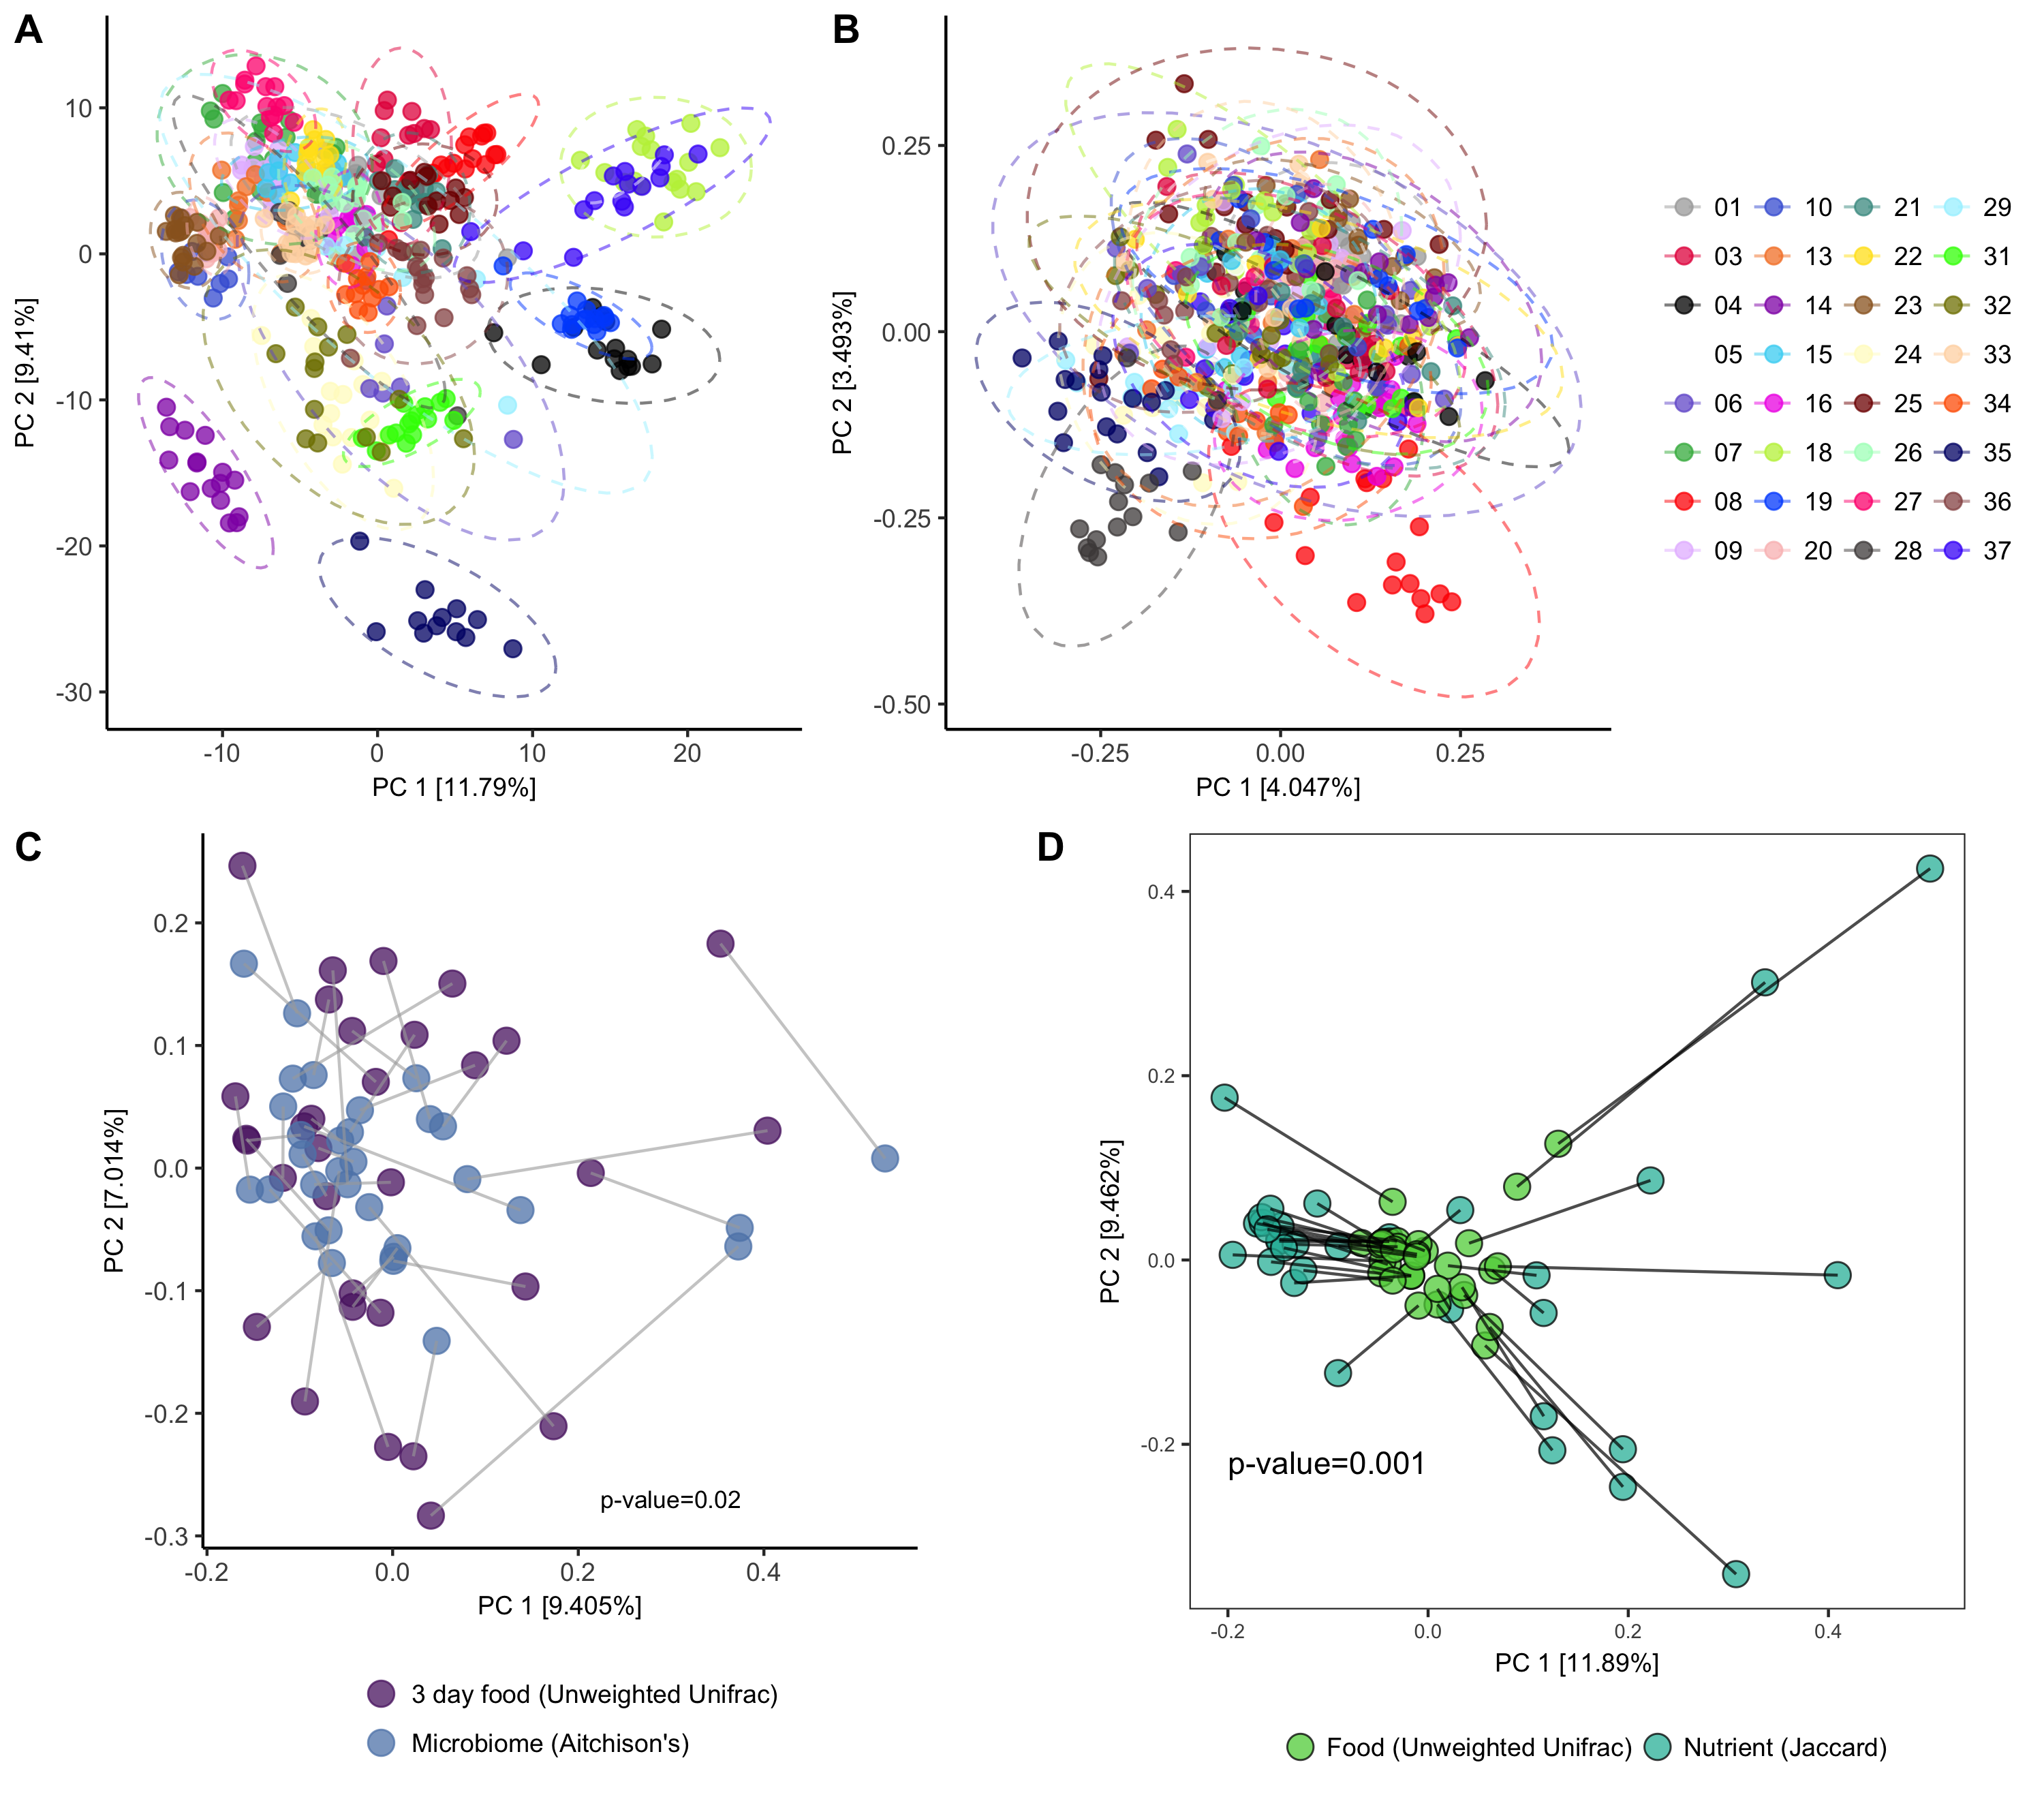 A
B
10
0
-10
-20
-30
PC 2 [9.41%]
-10 0 10 20
PC 1 [11.79%]
0.25
0.00
-0.25
-0.50
PC 2 [3.493%]
-0.25 0.00 0.25
PC 1 [4.047%]
01 10 21 29
03 13 22 31
04 14 23 32
05 15 24 33
06 16 25 34
07 18 26 35
08 19 27 36
09 20 28 37
C
0.2
0.1
0.0
-0.1
-0.2
-0.3
PC 2 [7.014%]
p-value=0.02
-0.2 0.0 0.2 0.4
PC 1 [9.405%]
3 day food (Unweighted Unifrac)
Microbiome (Aitchison's)
D
0.4
0.2
0.0
-0.2
PC 2 [9.462%]
p-value=0.001
-0.2 0.0 0.2 0.4
PC 1 [11.89%]
Food (Unweighted Unifrac) Nutrient (Jaccard)